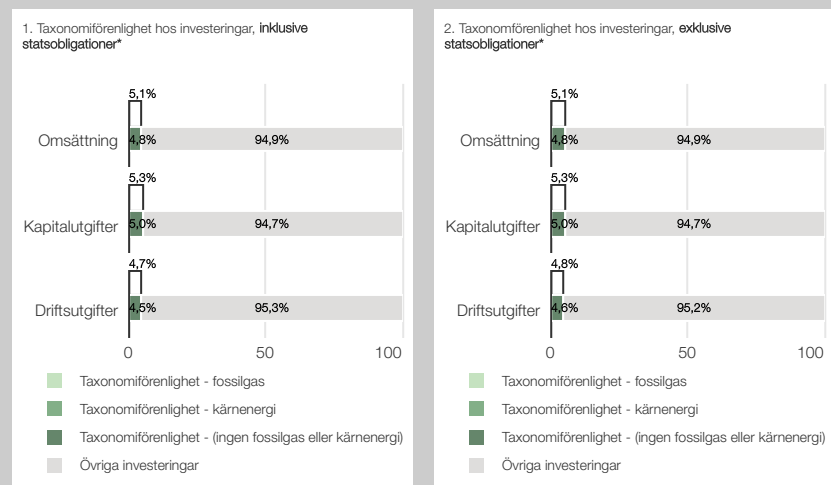 1. Taxonomiförenlighet hos investeringar, inklusive
statsobligationer*
5,1%
Omsättning 4,8% 94,9%
5,3%
Kapitalutgifter 5,0% 94,7%
4,7%
Driftsutgifter 4,5% 95,3%
0 50 100
Taxonomiförenlighet - fossilgas
Taxonomiförenlighet - kärnenergi
Taxonomiförenlighet - (ingen fossilgas eller kärnenergi)
Övriga investeringar
2. Taxonomförenlighet hos investeringar, exklusive
statsobligationer*
5,1%
Omsättning 4,8% 94,9%
5,3%
Kapitalutgifter 5,0% 94,7%
4,8%
Driftsutgifter 4,6% 95,2%
0 50 100
Taxonomiförenlighet - fossilgas
Taxonomiförenlighet - kärnenergi
Taxonomiförenlighet - (ingen fossilgas eller kärnenergi)
Övriga investeringar